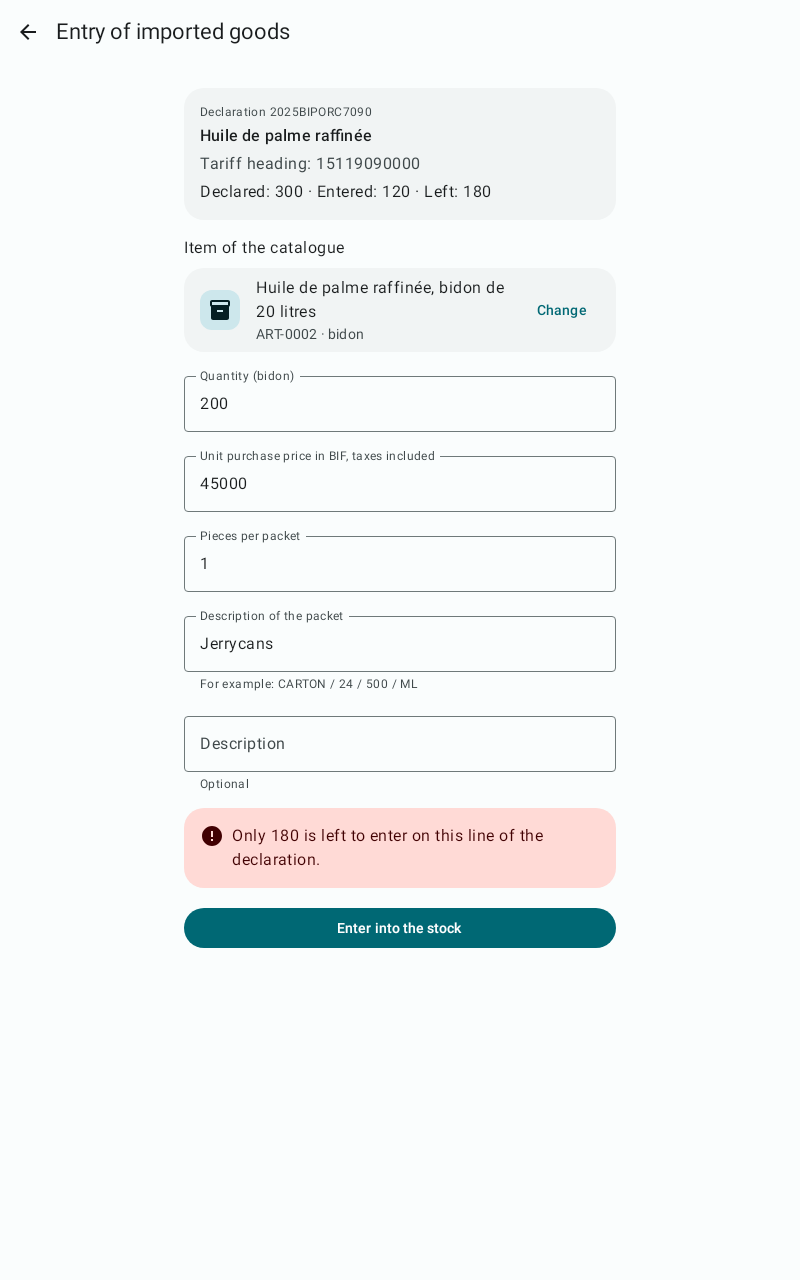 Entry of imported goods
Declaration 2025BIPORC7090
Huile de palme raffinée
Tariff heading: 15119090000
Declared: 300 · Entered: 120 · Left: 180
Item of the catalogue
Huile de palme raffinée, bidon de
20 litres
ART-0002 · bidon
Change
Quantity (bidon)
200
Unit purchase price in BIF, taxes included
45000
Pieces per packet
1
Description of the packet
Jerrycans
For example: CARTON / 24 / 500 / ML
Description
Optional
Only 180 is left to enter on this line of the
declaration.
Enter into the stock